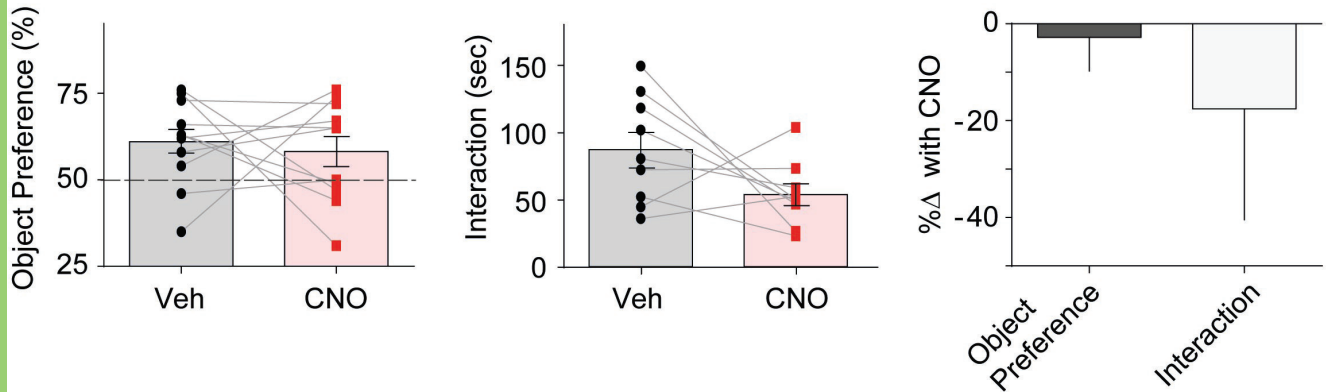 Object Preference (%)
75
50
25
Veh
CNO
Interaction (sec)
150
100
50
0
Veh
CNO
%Δ with CNO
0
-20
-40
Object
Preference
Interaction